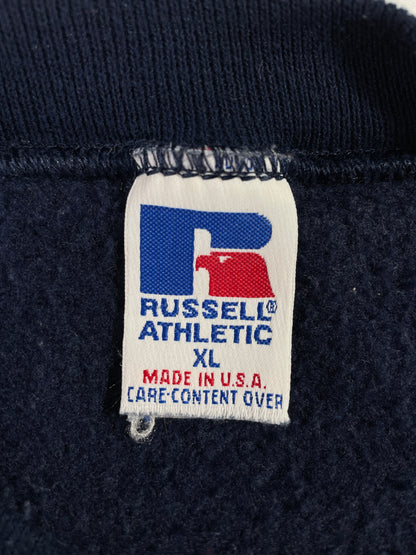 R
RUSSELL®
ATHLETIC
XL
MADE IN U.S.A.
CARE-CONTENT OVER